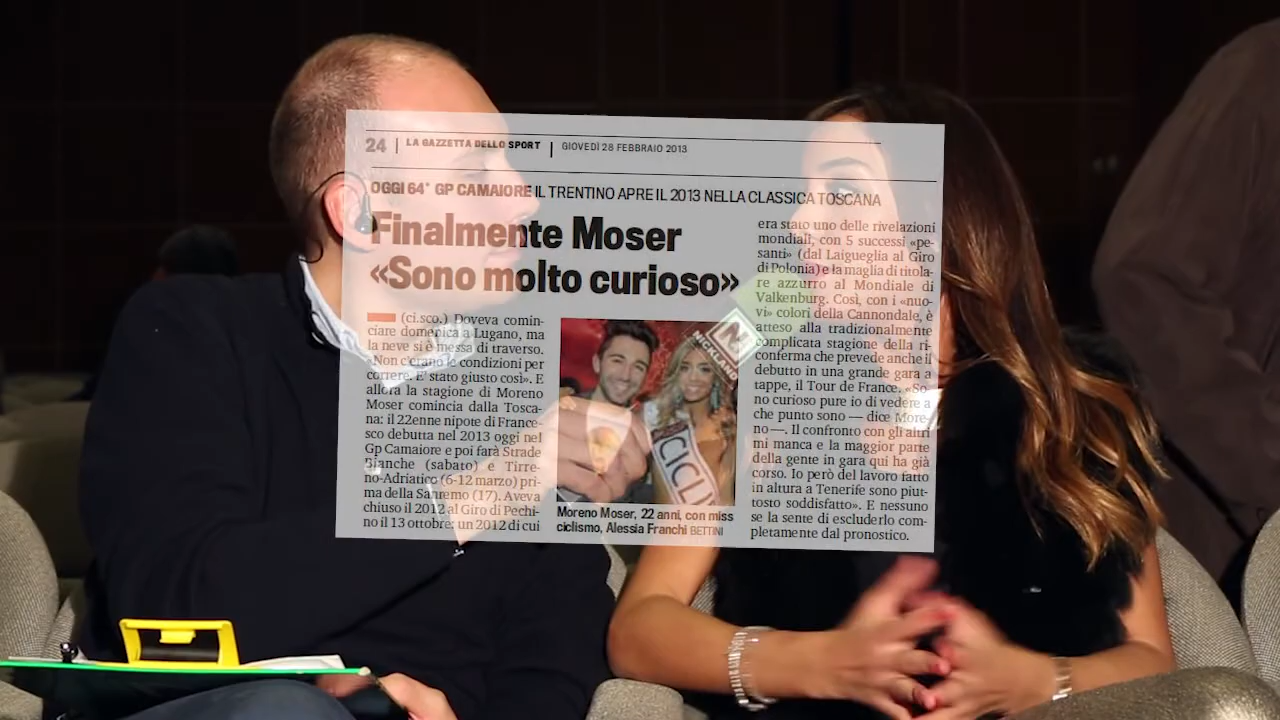 24 | LA GAZZETTA DELLO SPORT | GIOVEDÌ 28 FEBBRAIO 2013
OGGI 64° GP CAMAIORE IL TRENTINO APRE IL 2013 NELLA CLASSICA TOSCANA
Finalmente Moser
«Sono molto curioso»
(ci.sco.) Doveva comin-
ciare domenica a Lugano, ma
la neve si è messa di traverso.
«Non c'erano le condizioni per
correre. E' stato giusto così». E
allora la stagione di Moreno
Moser comincia dalla Tosca-
na: il 22enne nipote di France-
sco debutta nel 2013 oggi nel
Gp Camaiore e poi farà Strade
Bianche (sabato) e Tirre-
no-Adriatico (6-12 marzo) pri-
ma della Sanremo (17). Aveva
chiuso il 2012 al Giro di Pechi-
no il 13 ottobre: un 2012 di cui
NICKLAND
CICLI
Moreno Moser, 22 anni, con miss
ciclismo, Alessia Franchi BETTINI
era stato uno delle rivelazioni
mondiali, con 5 successi «pe-
santi» (dal Laigueglia al Giro
di Polonia) e la maglia di titola-
re azzurro al Mondiale di
Valkenburg. Così, con i «nuo-
vi» colori della Cannondale, è
atteso alla tradizionalmente
complicata stagione della ri-
conferma che prevede anche il
debutto in una grande gara a
tappe, il Tour de France. «So-
no curioso pure io di vedere a
che punto sono — dice More-
no —. Il confronto con gli altri
mi manca e la maggior parte
della gente in gara qui ha già
corso. Io però del lavoro fatto
in altura a Tenerife sono piut-
tosto soddisfatto». E nessuno
se la sente di escluderlo com-
pletamente dal pronostico.